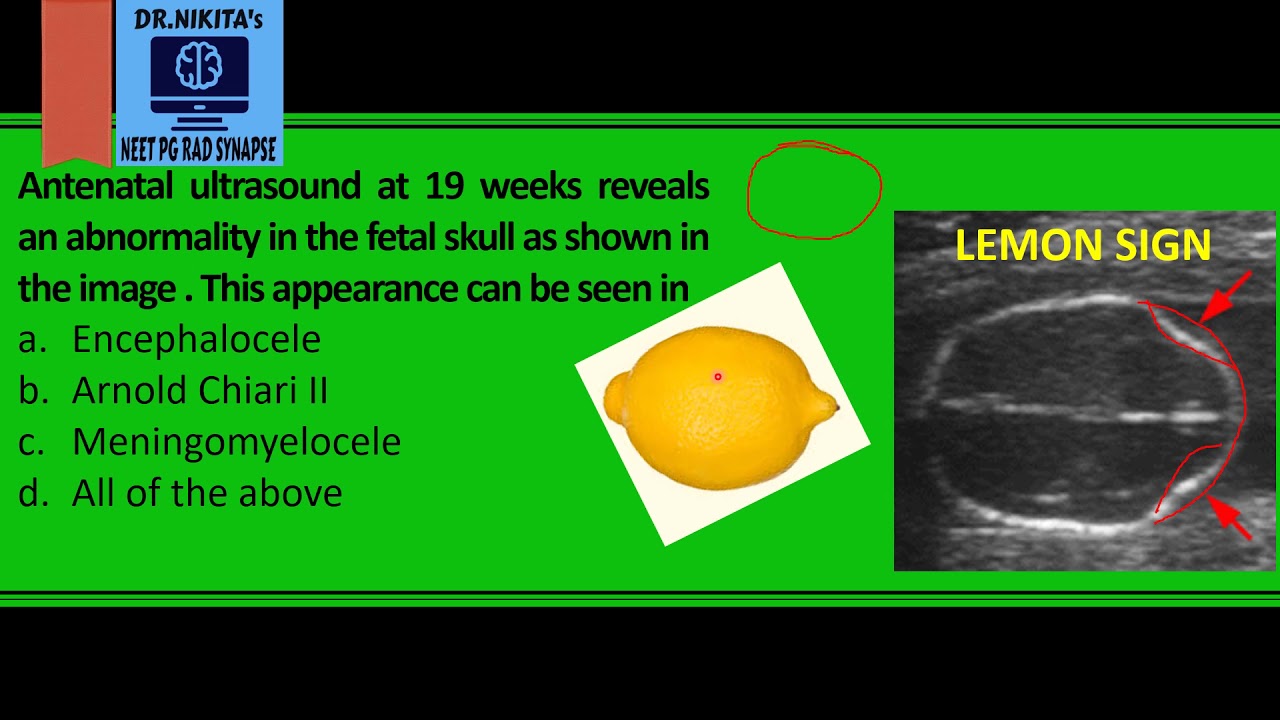 DR.NIKITA's
NEET PG RAD SYNAPSE
Antenatal ultrasound at 19 weeks reveals
an abnormality in the fetal skull as shown in
the image . This appearance can be seen in
a. Encephalocele
b. Arnold Chiari II
c. Meningomyelocele
d. All of the above
LEMON SIGN